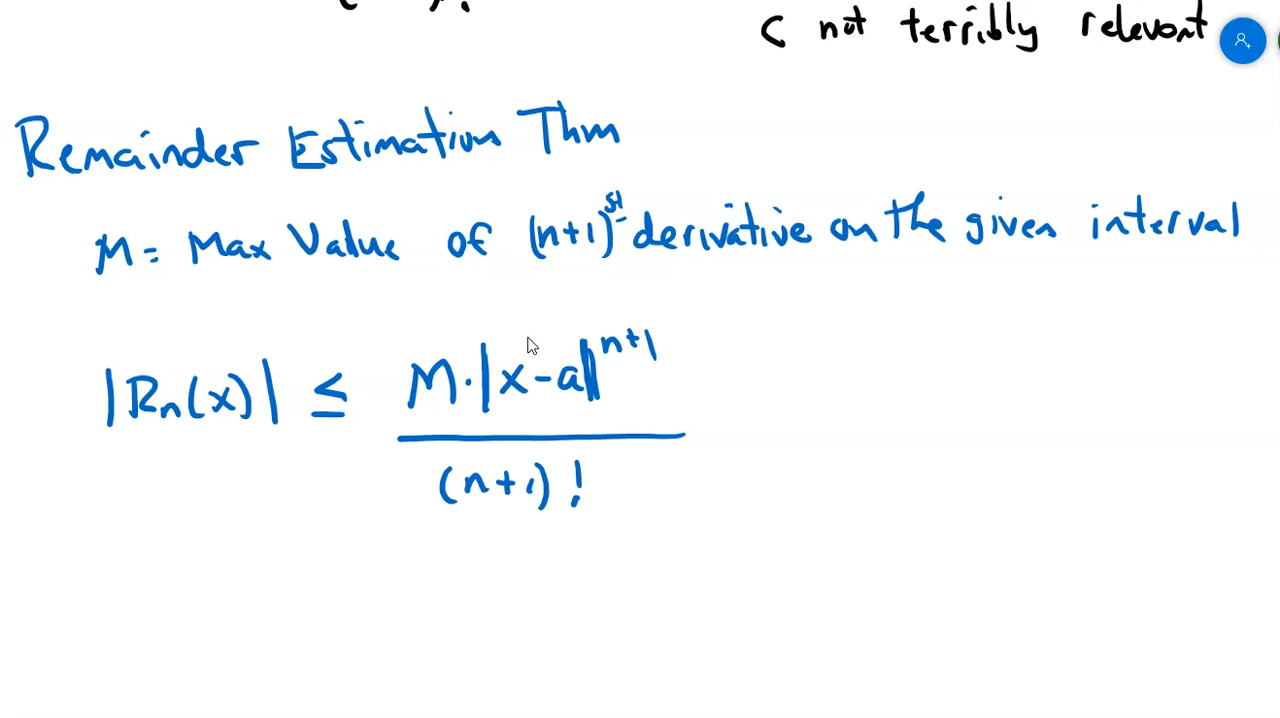 c not terribly relevant
Remainder Estimation Thm
M = Max Value of (n+1)st derivative on the given interval
|Rn(x)| ≤ M·|x-a|^n+1
(n+1)!